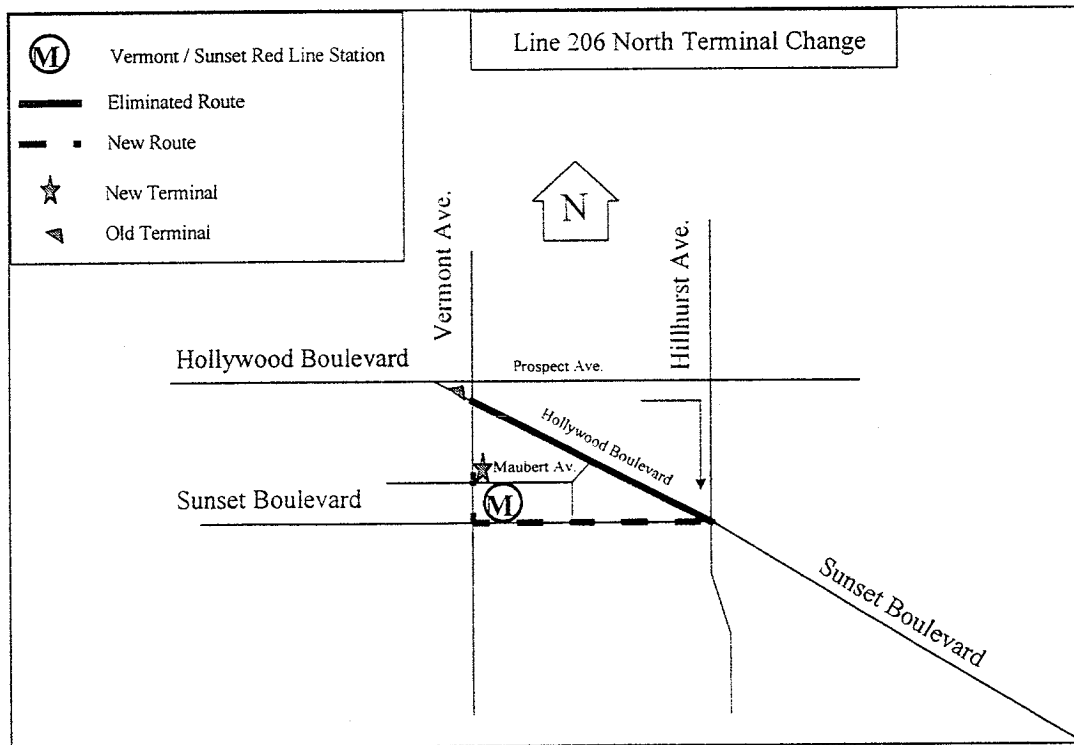 Line 206 North Terminal Change
M
Vermont / Sunset Red Line Station
Eliminated Route
New Route
New Terminal
Old Terminal
N
Vermont Ave.
Hillhurst Ave.
Hollywood Boulevard
Prospect Ave.
Hollywood Boulevard
Maubert Av.
Sunset Boulevard
M
Sunset Boulevard